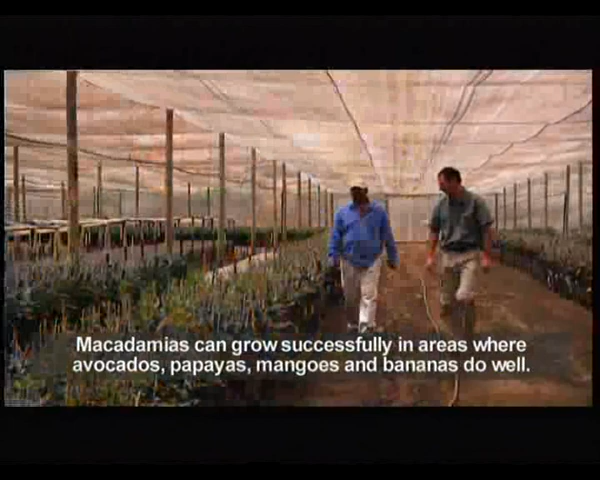 Macadamias can grow successfully in areas where
avocados, papayas, mangoes and bananas do well.